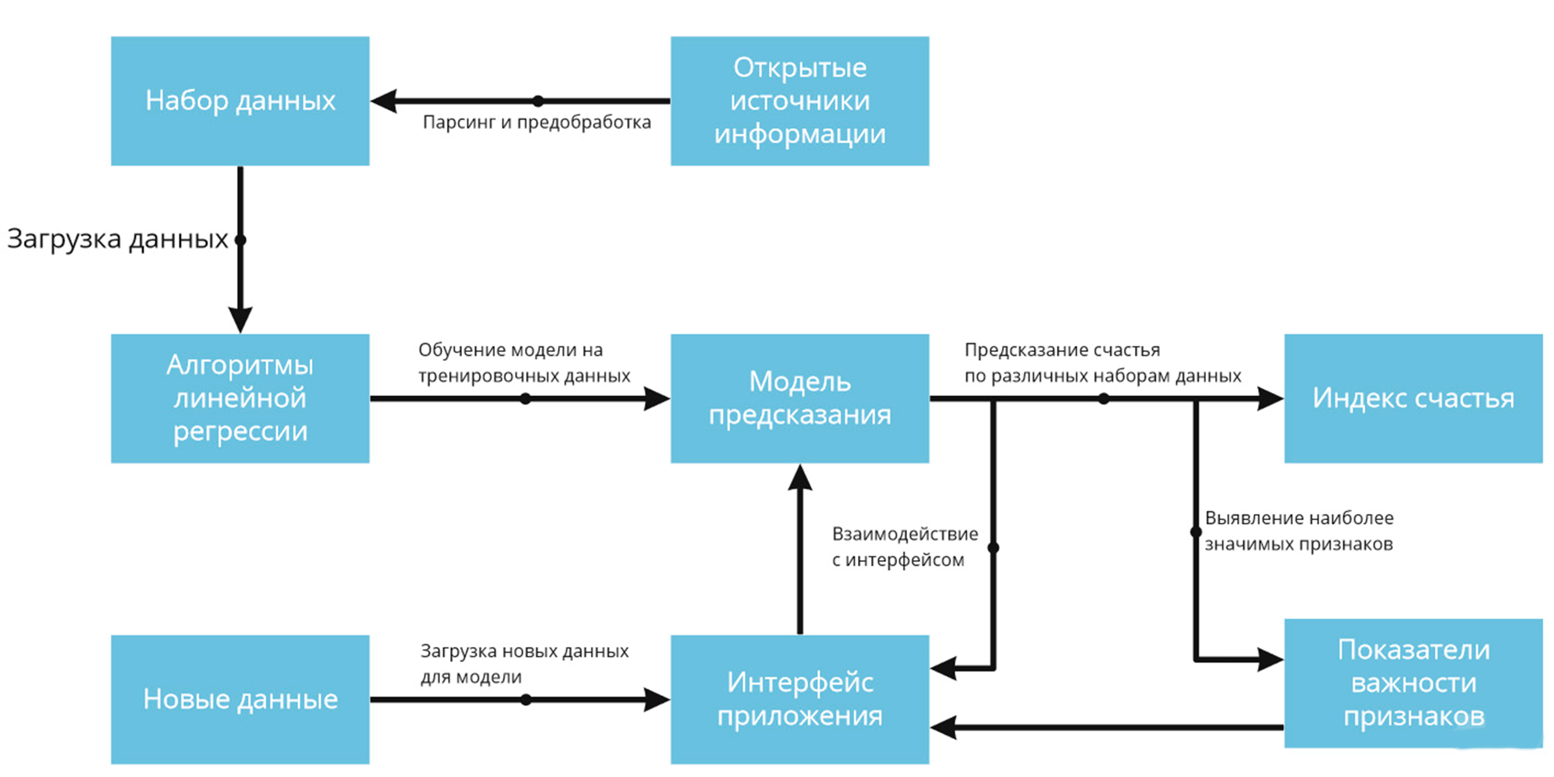 Набор данных
Парсинг и предобработка
Открытые
источники
информации
Загрузка данных
Алгоритмы
линейной
регрессии
Обучение модели на
тренировочных данных
Модель
предсказания
Предсказание счастья
по различных наборам данных
Индекс счастья
Взаимодействие
с интерфейсом
Выявление наиболее
значимых признаков
Новые данные
Загрузка новых данных
для модели
Интерфейс
приложения
Показатели
важности
признаков